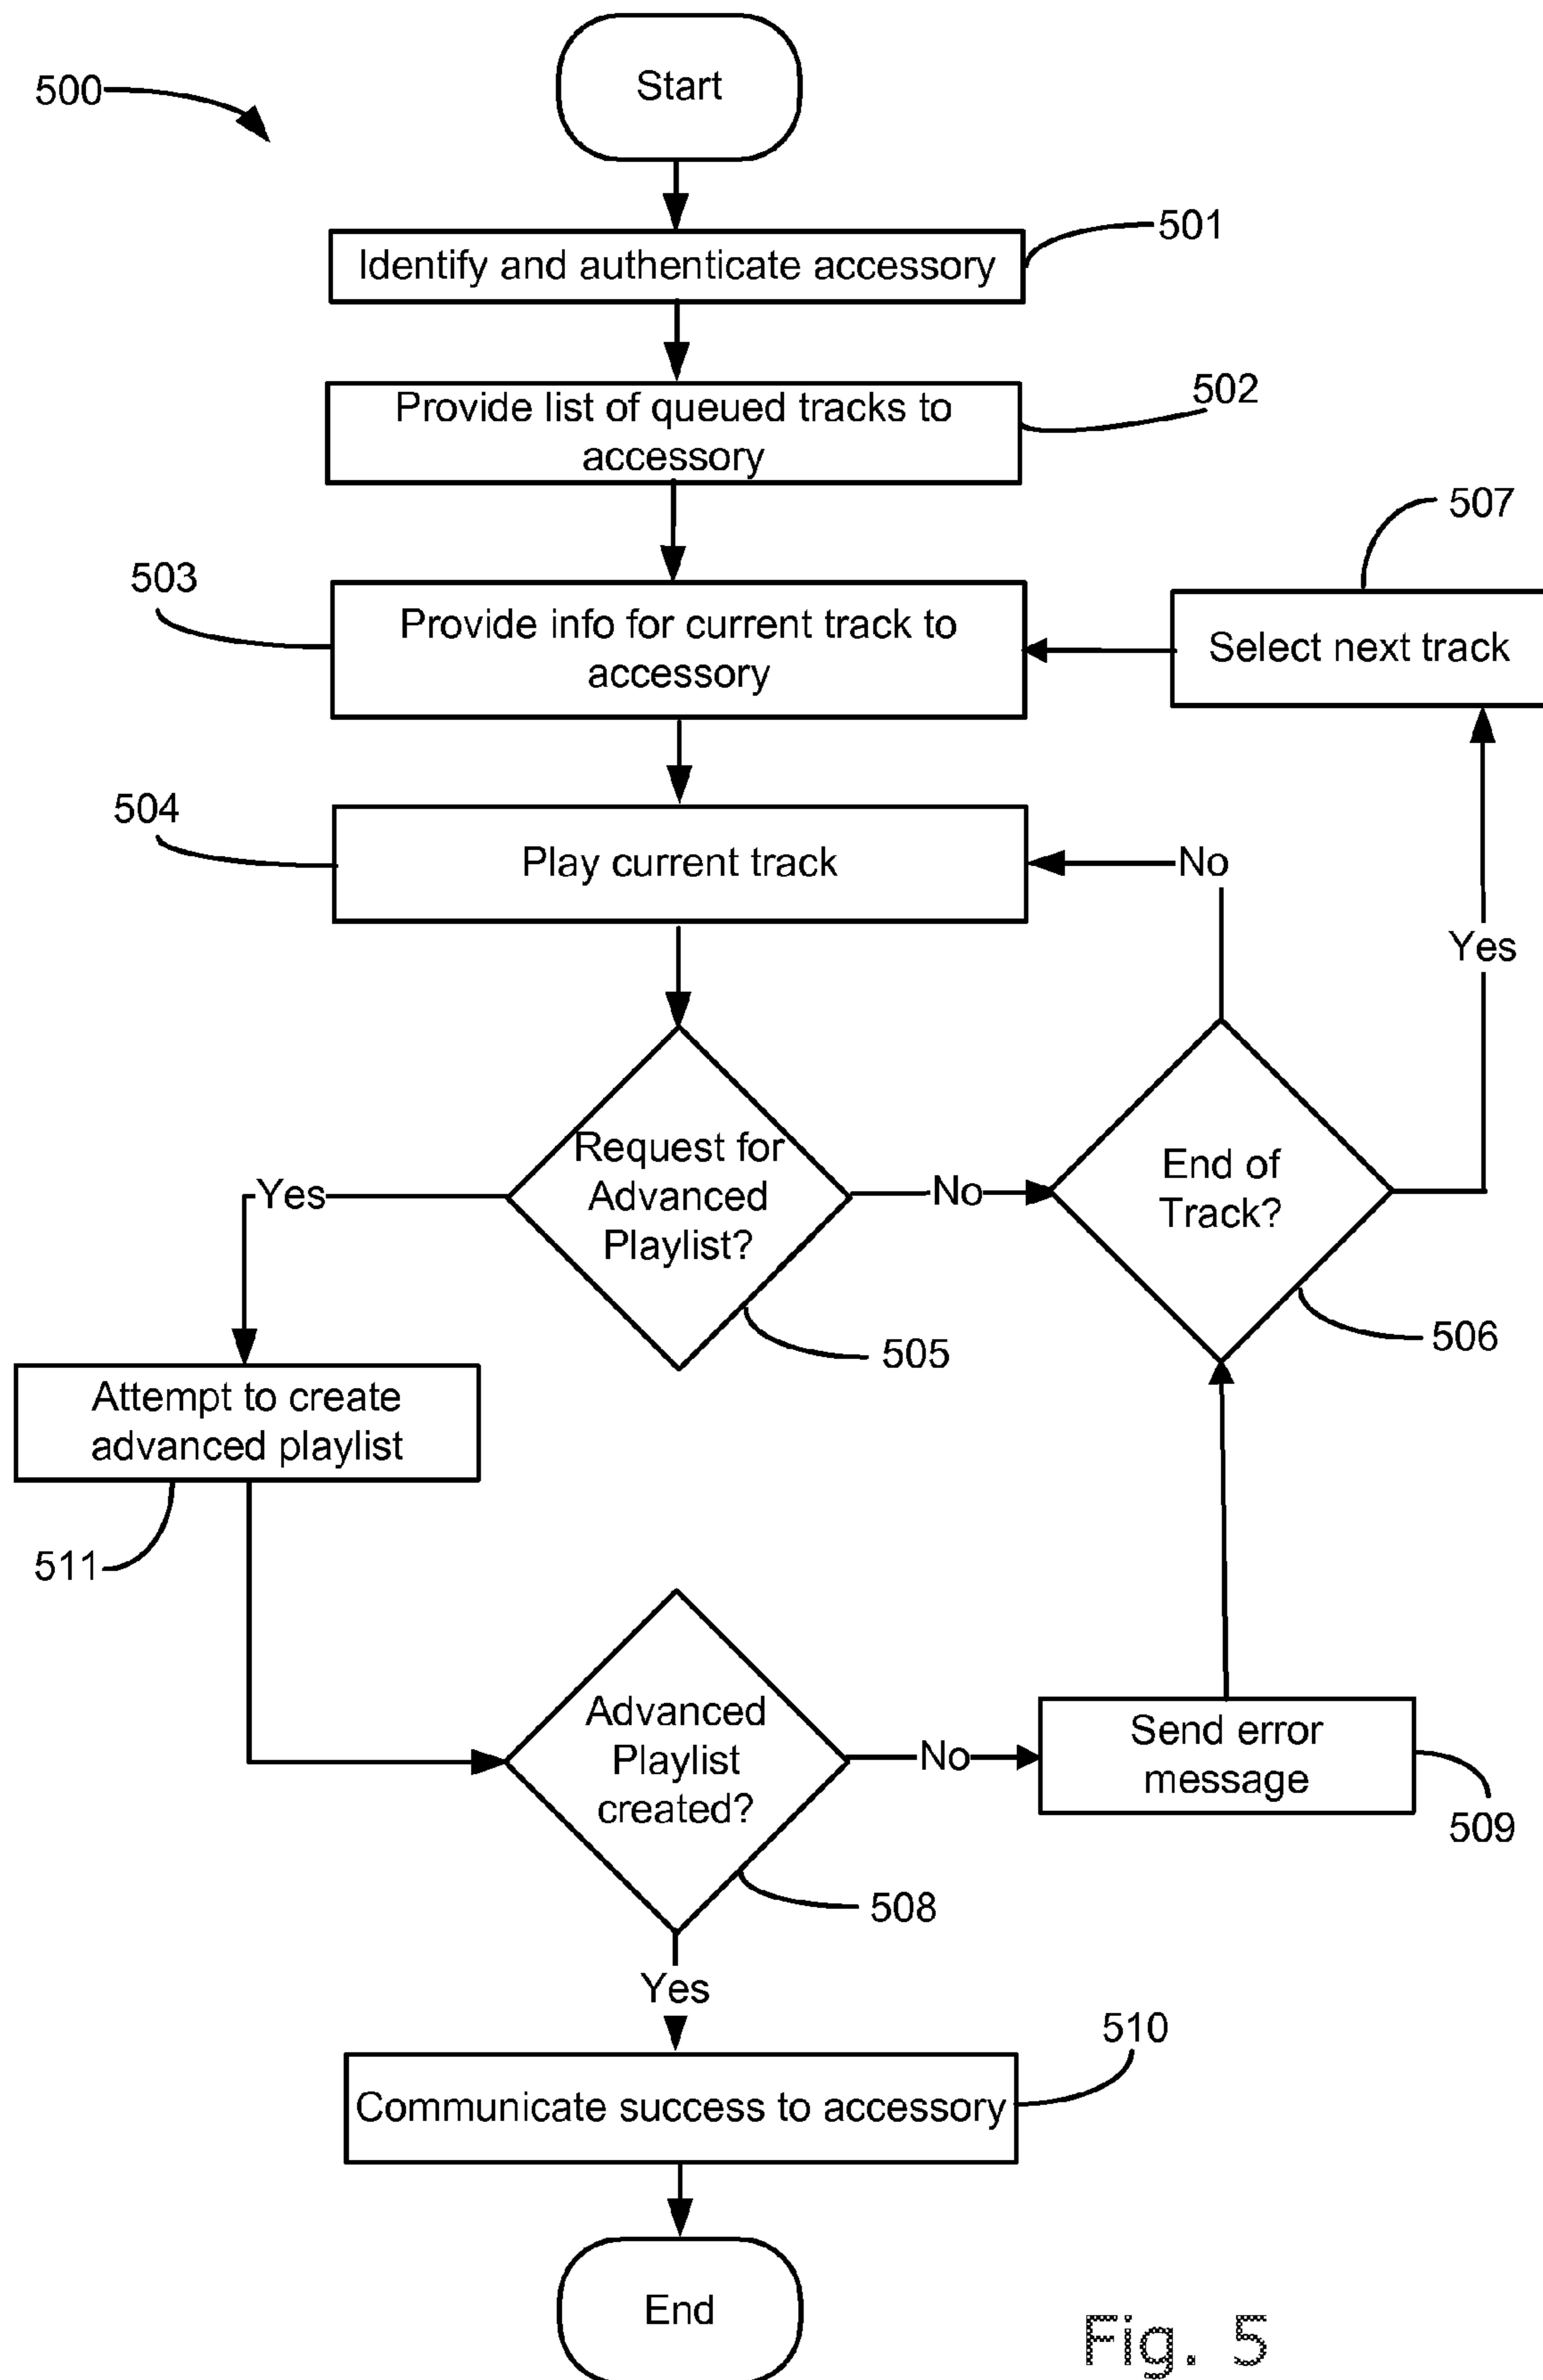 Start
500
501
Identify and authenticate accessory
502
Provide list of queued tracks to
accessory
507
503
Provide info for current track to
accessory
Select next track
504
Play current track
No
Yes
Request for
Advanced
Playlist?
End of
Track?
Yes
No
506
505
Attempt to create
advanced playlist
511
Advanced
Playlist
created?
No
Send error
message
509
508
Yes
510
Communicate success to accessory
End
Fig. 5